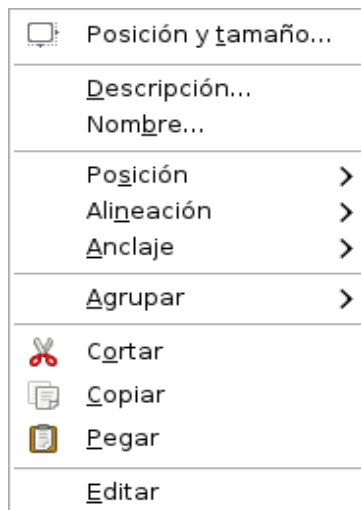 Posición y tamaño...
Descripción...
Nombre...
Posición
Alineación
Anclaje
Agrupar
Cortar
Copiar
Pegar
Editar